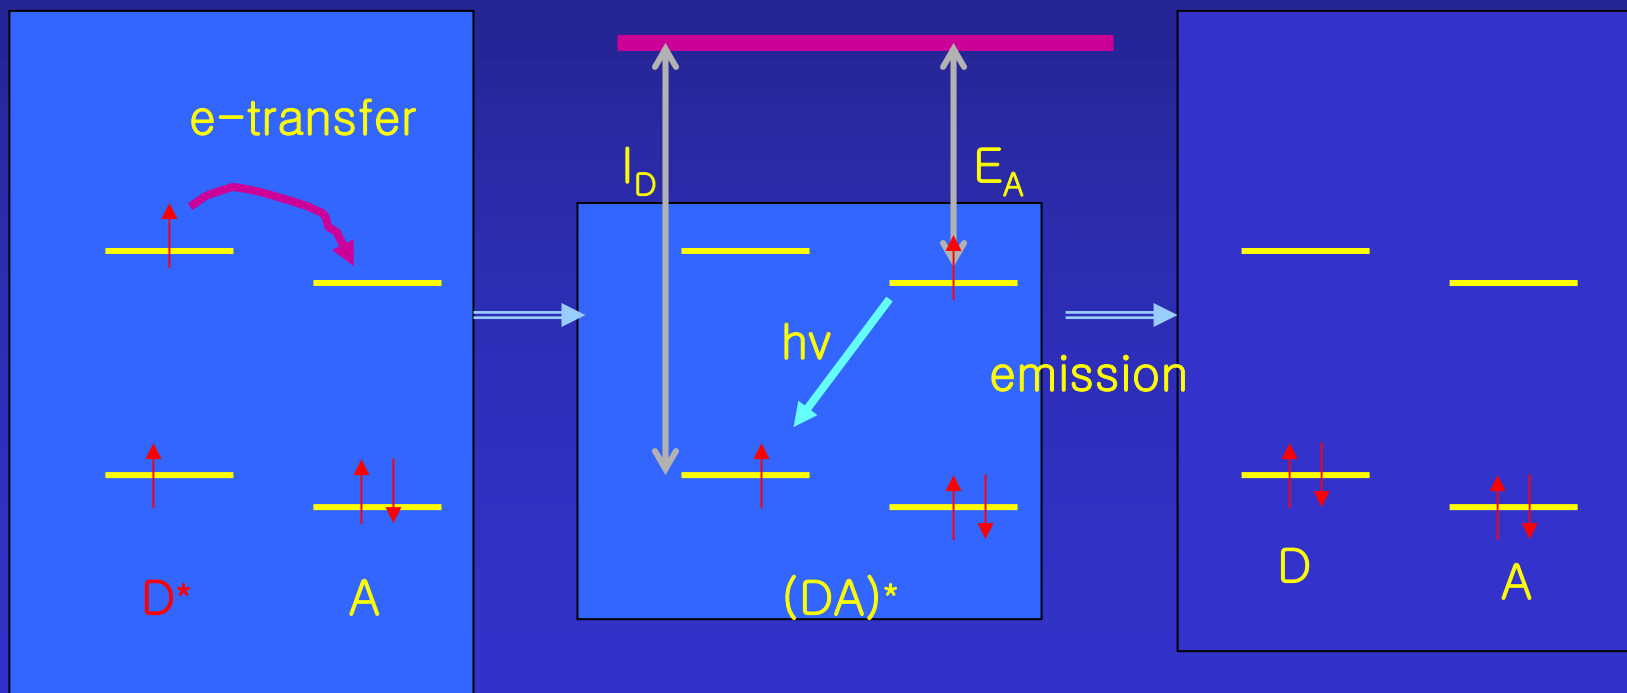 e-transfer
I_D
E_A
hν
emission
D*
A
(DA)*
D
A